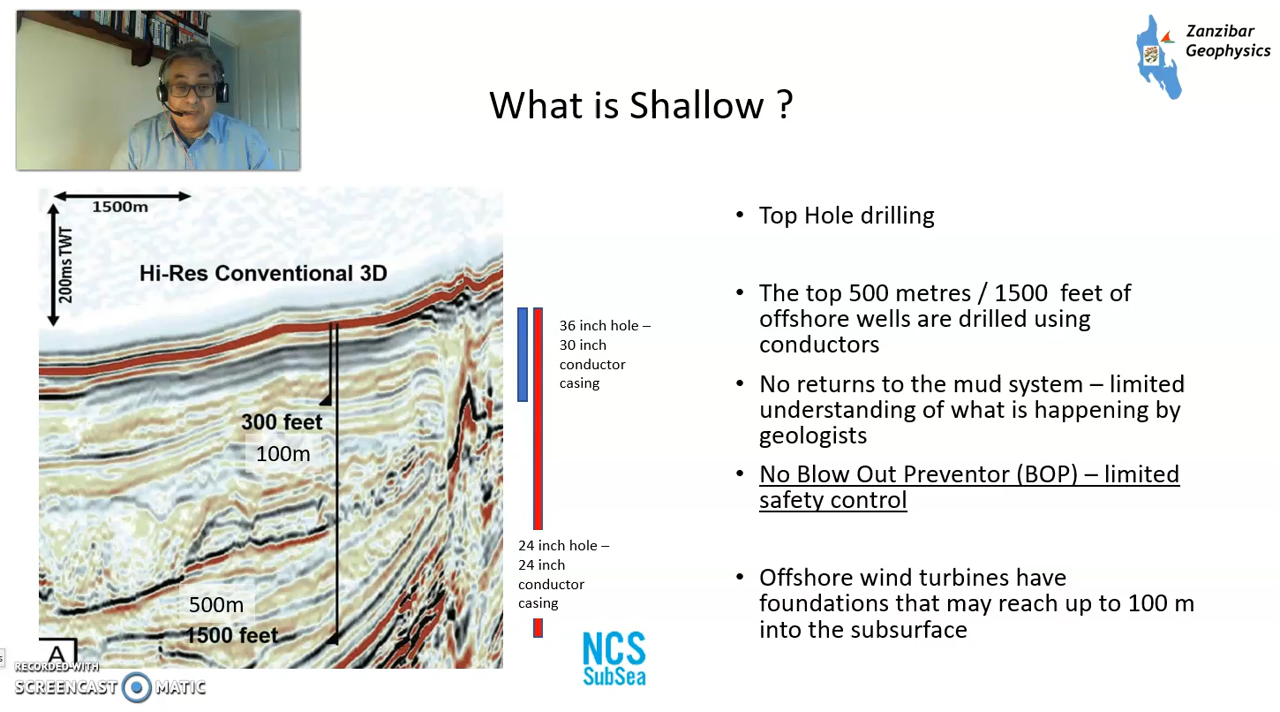 Zanzibar
Geophysics
What is Shallow ?
1500m
200ms TWT
Hi-Res Conventional 3D
300 feet
100m
500m
1500 feet
A
36 inch hole –
30 inch
conductor
casing
24 inch hole –
24 inch
conductor
casing
NCS
SubSea
• Top Hole drilling
• The top 500 metres / 1500 feet of
offshore wells are drilled using
conductors
• No returns to the mud system – limited
understanding of what is happening by
geologists
• No Blow Out Preventor (BOP) – limited
safety control
• Offshore wind turbines have
foundations that may reach up to 100 m
into the subsurface
RECORDED WITH
SCREENCAST MATIC